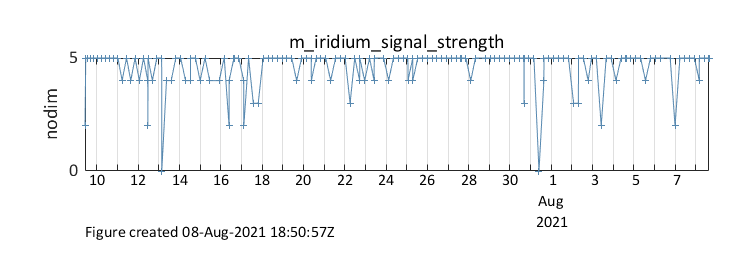 m_iridium_signal_strength
5
nodim
0
10 12 14 16 18 20 22 24 26 28 30 1 3 5 7
Aug
2021
Figure created 08-Aug-2021 18:50:57Z